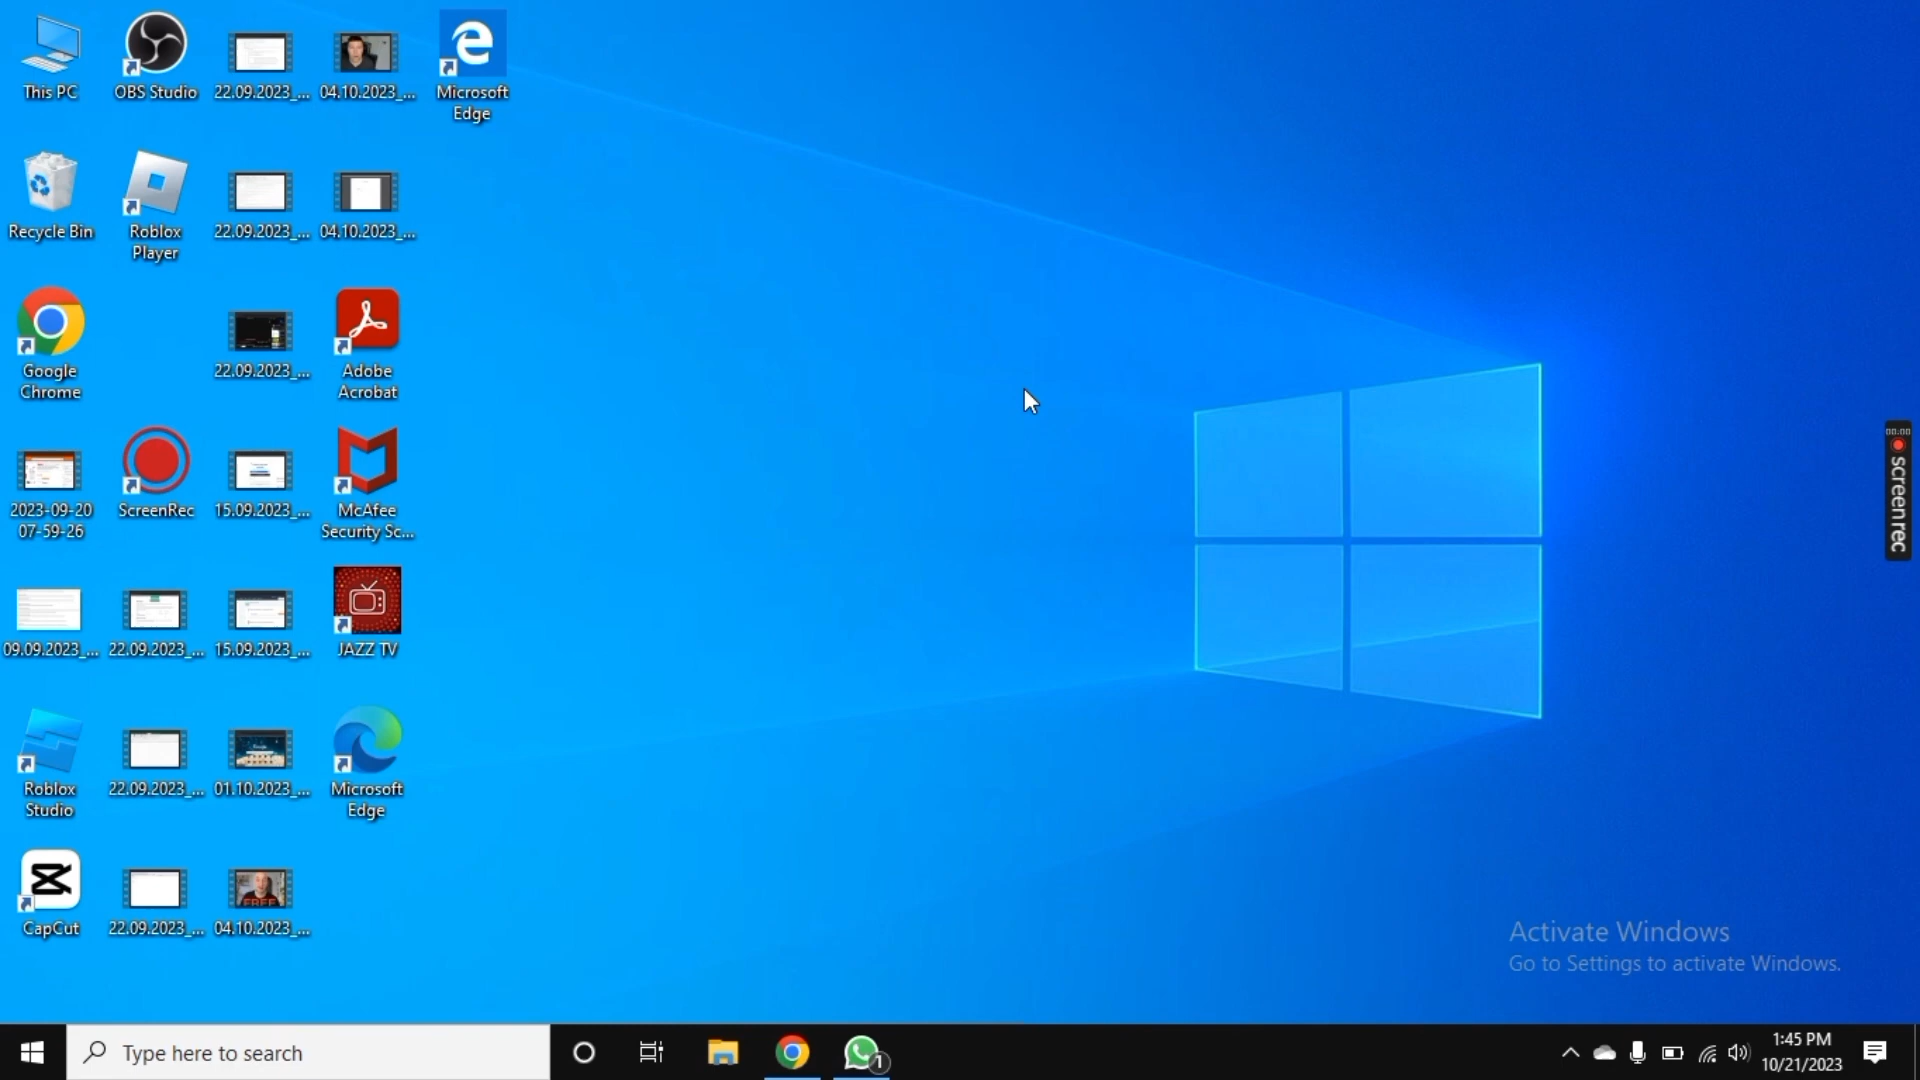 This PC
OBS Studio
22.09.2023_...
04.10.2023_...
Microsoft
Edge
Recycle Bin
Roblox
Player
22.09.2023_...
04.10.2023_...
Google
Chrome
22.09.2023_...
Adobe
Acrobat
2023-09-20
07-59-26
ScreenRec
15.09.2023_...
McAfee
Security Sc...
09.09.2023_...
22.09.2023_...
15.09.2023_...
JAZZ TV
Roblox
Studio
22.09.2023_...
01.10.2023_...
Microsoft
Edge
CapCut
22.09.2023_...
FREE
04.10.2023_...
00:00
screenrec
Activate Windows
Go to Settings to activate Windows.
Type here to search
1
1:45 PM
10/21/2023